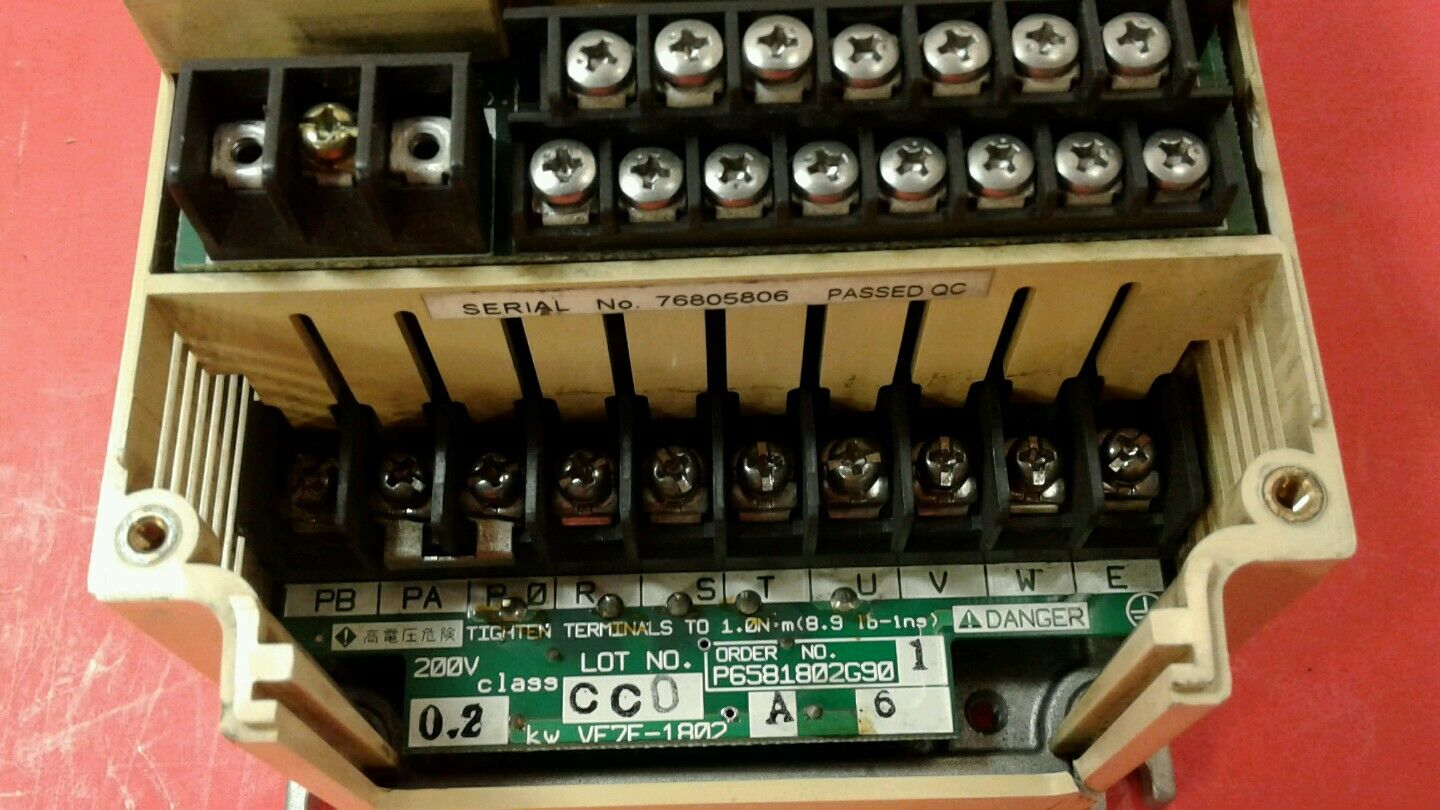 SERIAL No. 76805806 PASSED QC
PB PA P0 R S T U V W E
高電圧危険 TIGHTEN TERMINALS TO 1.0N·m(8.9 lb-ins) DANGER
200V class LOT NO. ORDER NO. 1
P6581802G90
CC0 A 6
0.2 kw VF7F-1802